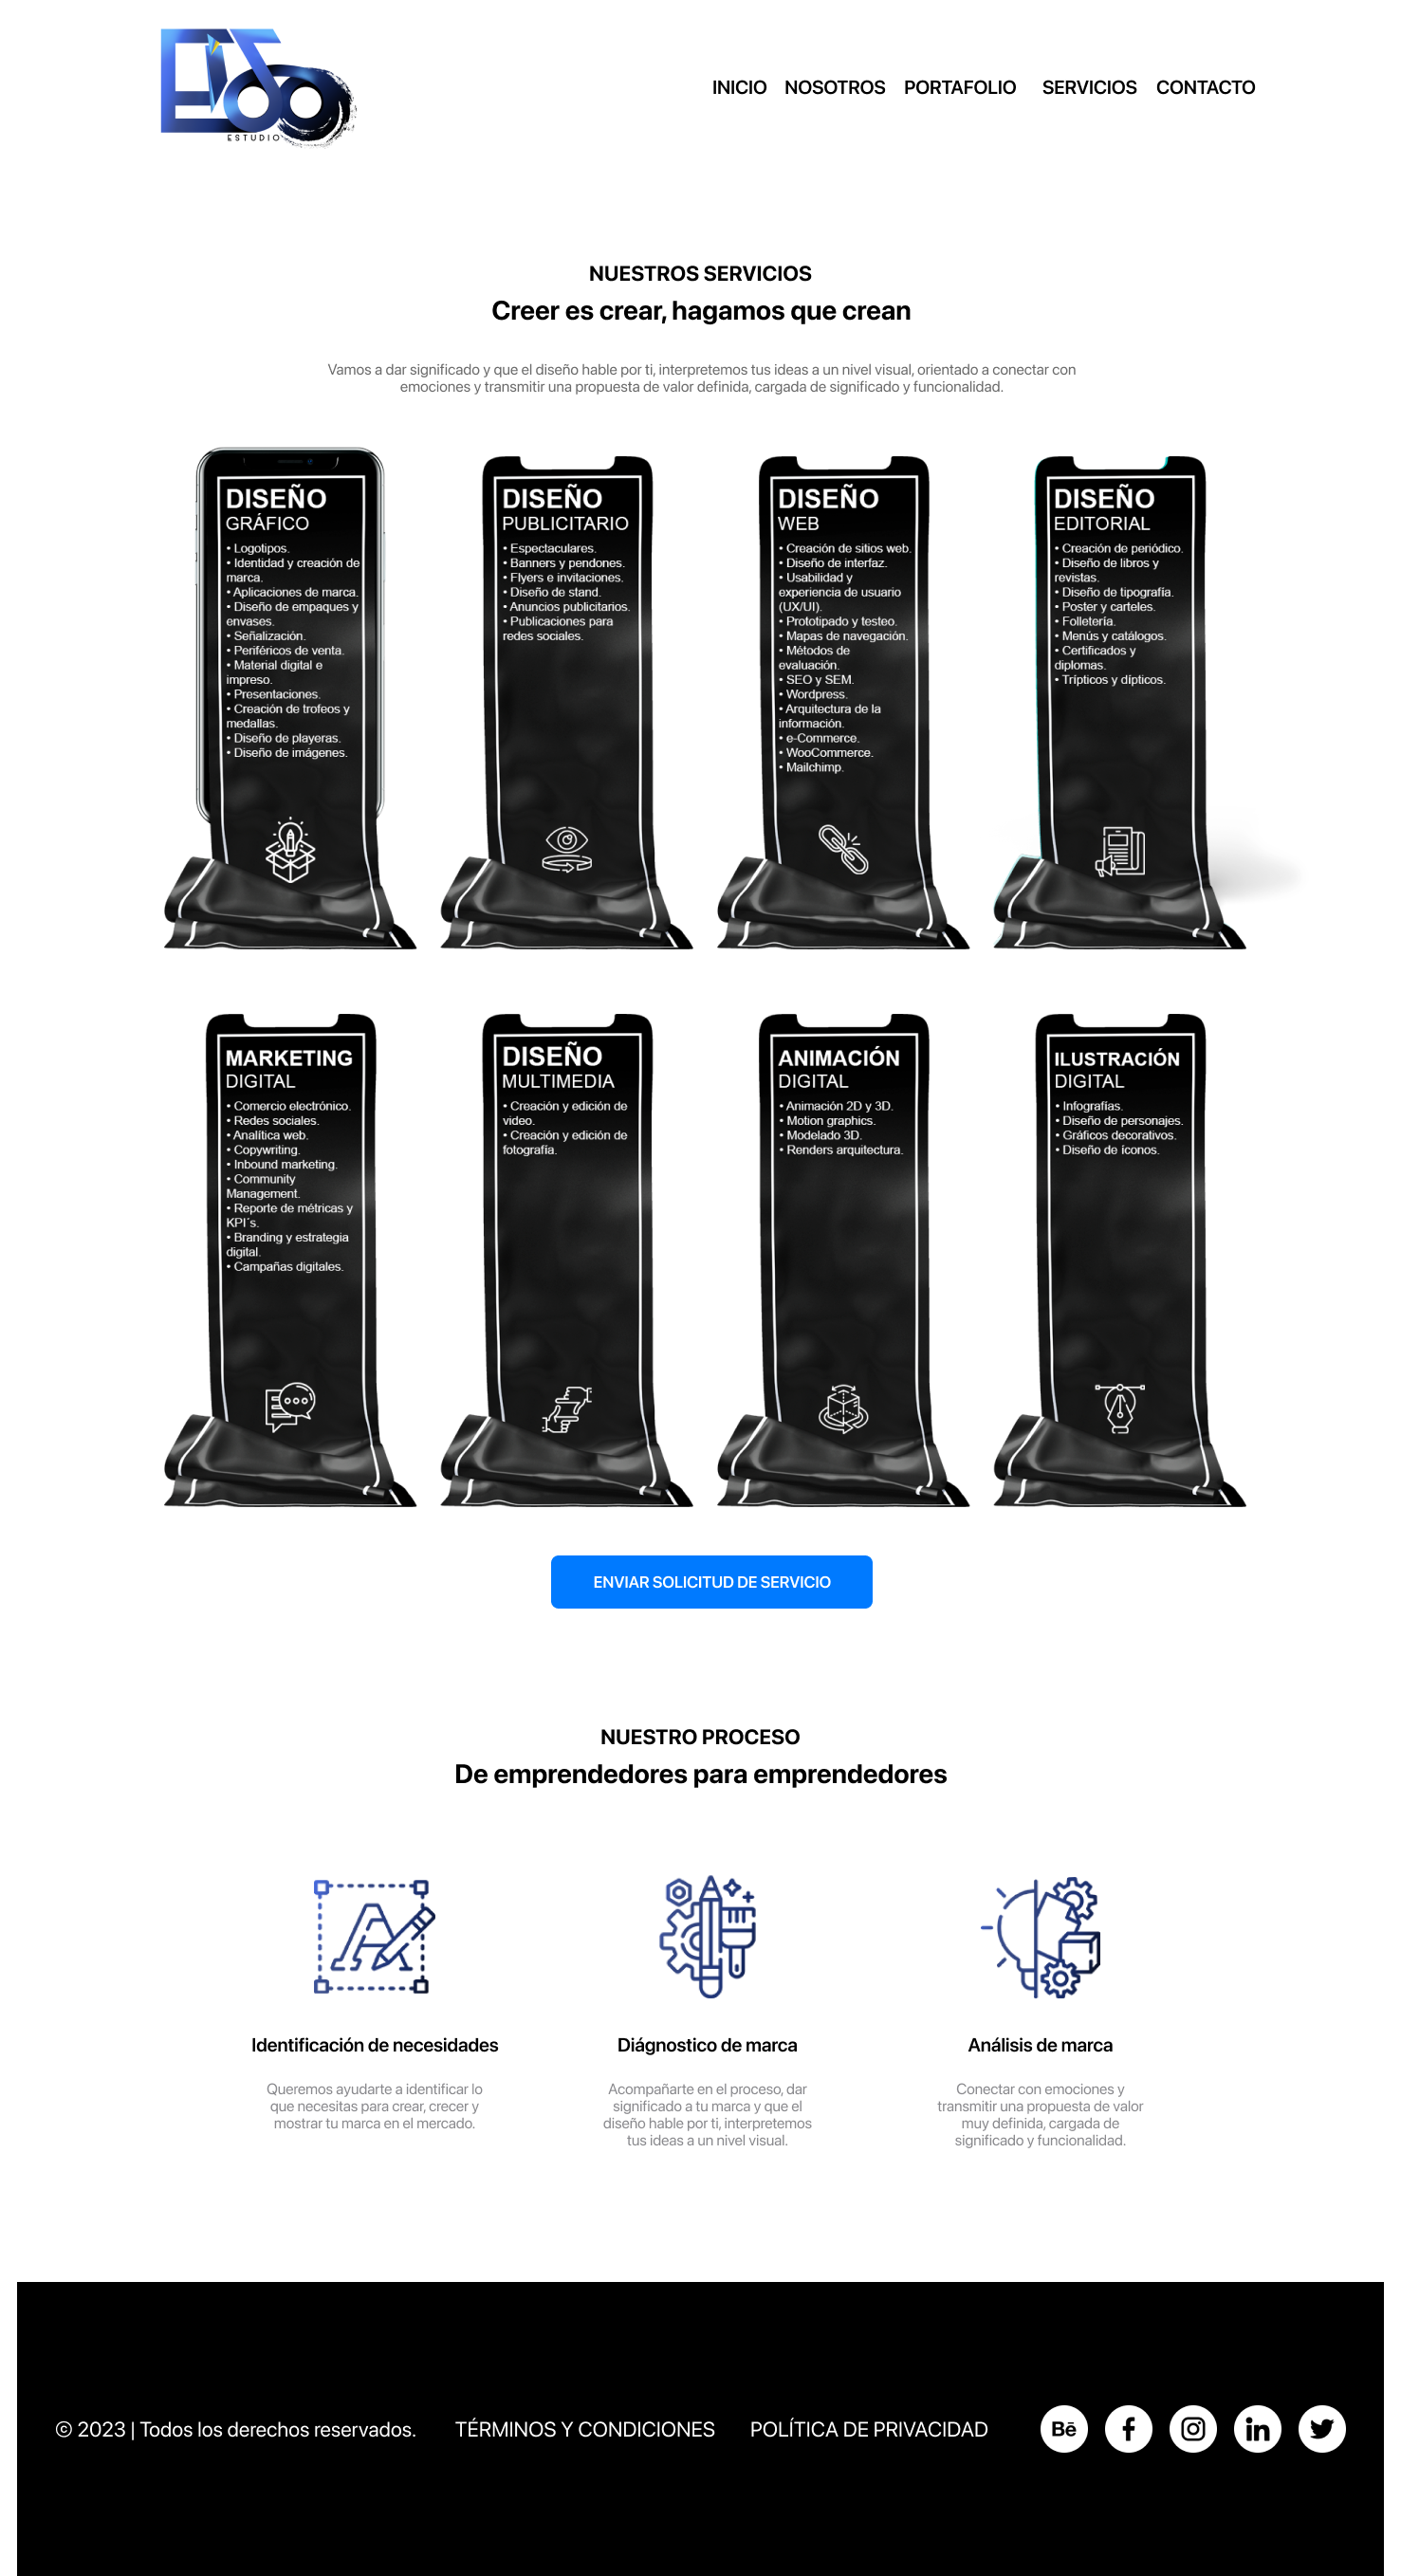 ESTUDIO
INICIO NOSOTROS PORTAFOLIO SERVICIOS CONTACTO
NUESTROS SERVICIOS
Creer es crear, hagamos que crean
Vamos a dar significado y que el diseño hable por ti, interpretemos tus ideas a un nivel visual, orientado a conectar con
emociones y transmitir una propuesta de valor definida, cargada de significado y funcionalidad.
DISEÑO
GRÁFICO
• Logotipos.
• Identidad y creación de
marca.
• Aplicaciones de marca.
• Diseño de empaques y
envases.
• Señalización.
• Periféricos de venta.
• Material digital e
impreso.
• Presentaciones.
• Creación de trofeos y
medallas.
• Diseño de playeras.
• Diseño de imágenes.
DISEÑO
PUBLICITARIO
• Espectaculares.
• Banners y pendones.
• Flyers e invitaciones.
• Diseño de stand.
• Anuncios publicitarios.
• Publicaciones para
redes sociales.
DISEÑO
WEB
• Creación de sitios web.
• Diseño de interfaz.
• Usabilidad y
experiencia de usuario
(UX/UI).
• Prototipado y testeo.
• Mapas de navegación.
• Métodos de
evaluación.
• SEO y SEM.
• Wordpress.
• Arquitectura de la
información.
• e-Commerce.
• WooCommerce.
• Mailchimp.
DISEÑO
EDITORIAL
• Creación de periódico.
• Diseño de libros y
revistas.
• Diseño de tipografía.
• Poster y carteles.
• Folletería.
• Menús y catálogos.
• Certificados y
diplomas.
• Trípticos y dípticos.
MARKETING
DIGITAL
• Comercio electrónico.
• Redes sociales.
• Analítica web.
• Copywriting.
• Inbound marketing.
• Community
Management.
• Reporte de métricas y
KPI´s.
• Branding y estrategia
digital.
• Campañas digitales.
DISEÑO
MULTIMEDIA
• Creación y edición de
video.
• Creación y edición de
fotografía.
ANIMACIÓN
DIGITAL
• Animación 2D y 3D.
• Motion graphics.
• Modelado 3D.
• Renders arquitectura.
ILUSTRACIÓN
DIGITAL
• Infografías.
• Diseño de personajes.
• Gráficos decorativos.
• Diseño de íconos.
ENVIAR SOLICITUD DE SERVICIO
NUESTRO PROCESO
De emprendedores para emprendedores
Identificación de necesidades
Queremos ayudarte a identificar lo
que necesitas para crear, crecer y
mostrar tu marca en el mercado.
Diágnostico de marca
Acompañarte en el proceso, dar
significado a tu marca y que el
diseño hable por ti, interpretemos
tus ideas a un nivel visual.
Análisis de marca
Conectar con emociones y
transmitir una propuesta de valor
muy definida, cargada de
significado y funcionalidad.
© 2023 | Todos los derechos reservados. TÉRMINOS Y CONDICIONES POLÍTICA DE PRIVACIDAD